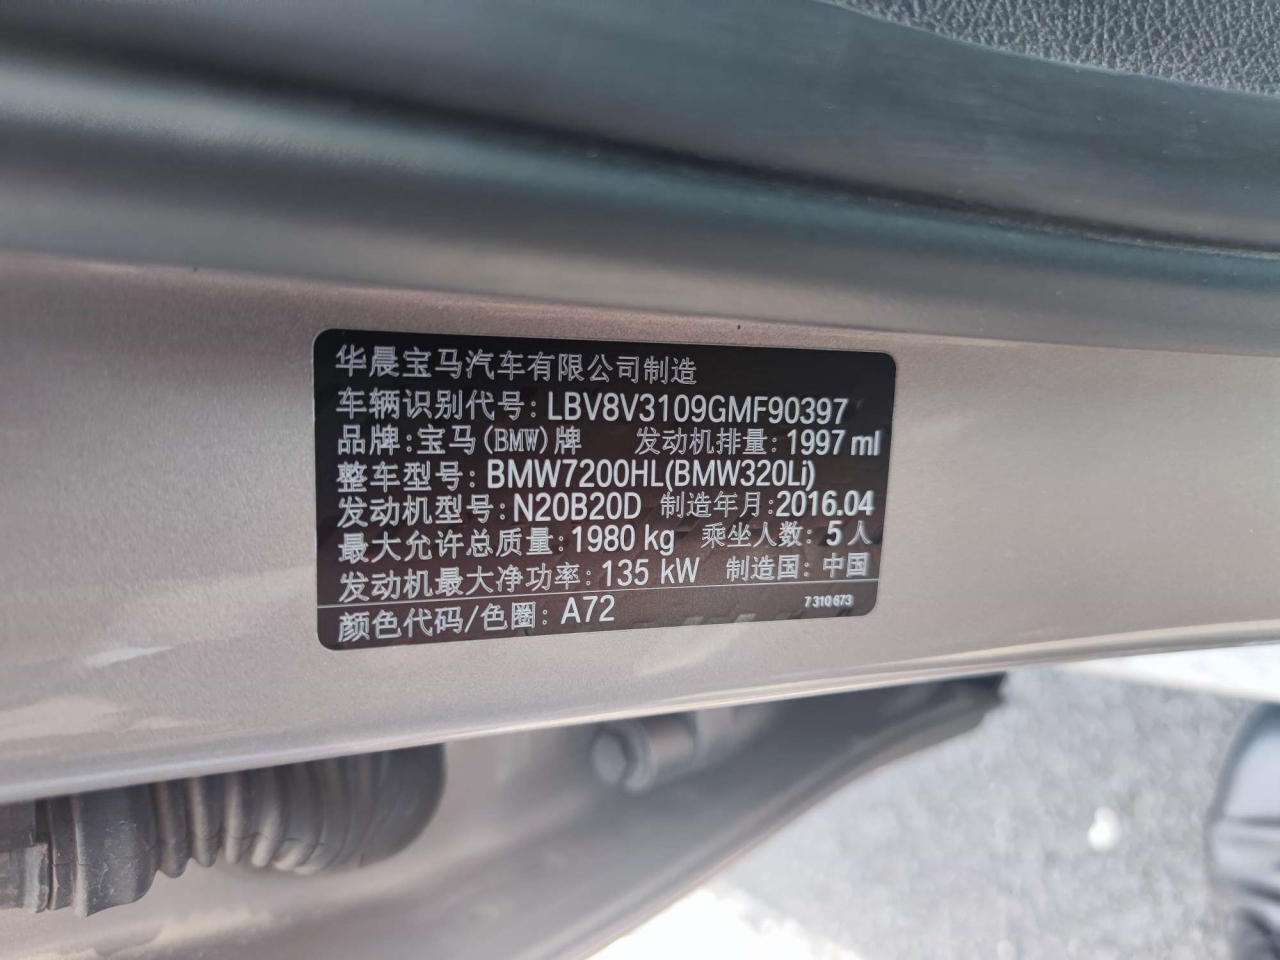 华晨宝马汽车有限公司制造
车辆识别代号: LBV8V3109GMF90397
品牌:宝马(BMW)牌 发动机排量: 1997 ml
整车型号: BMW7200HL(BMW320Li)
发动机型号: N20B20D 制造年月:2016.04
最大允许总质量:1980 kg 乘坐人数: 5 人
发动机最大净功率: 135 kW 制造国: 中国
颜色代码/色圈: A72 7 310 673